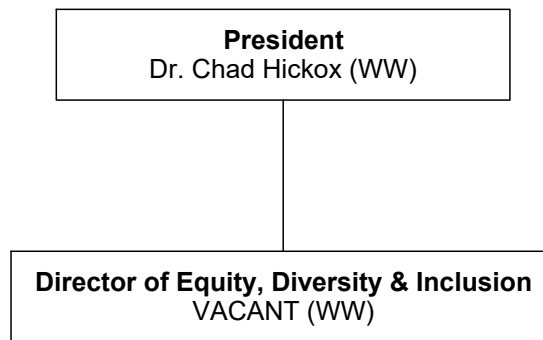 President
Dr. Chad Hickox (WW)
Director of Equity, Diversity & Inclusion
VACANT (WW)